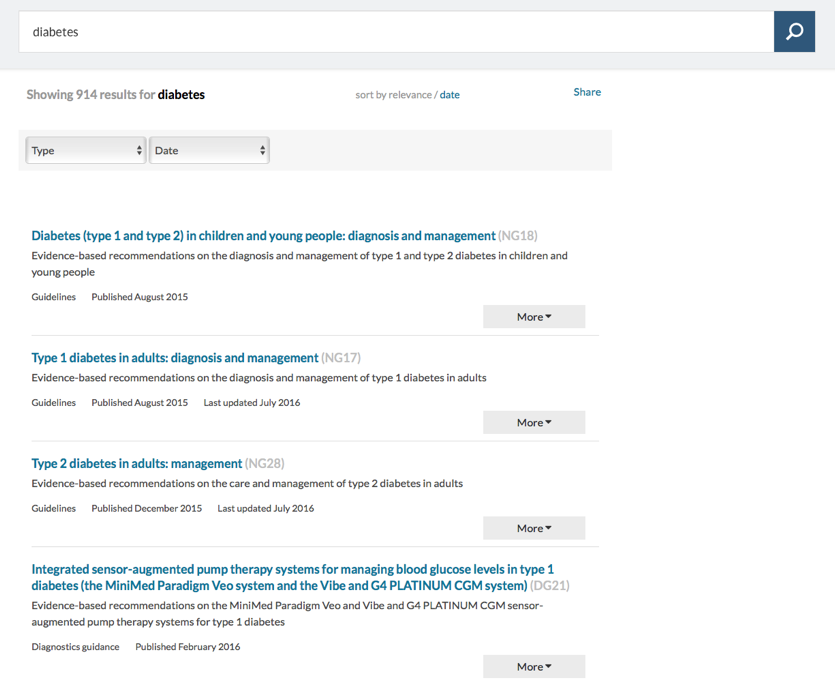 diabetes
Showing 914 results for diabetes
sort by relevance / date
Share
Type
Date
Diabetes (type 1 and type 2) in children and young people: diagnosis and management (NG18)
Evidence-based recommendations on the diagnosis and management of type 1 and type 2 diabetes in children and
young people
Guidelines Published August 2015
More
Type 1 diabetes in adults: diagnosis and management (NG17)
Evidence-based recommendations on the diagnosis and management of type 1 diabetes in adults
Guidelines Published August 2015 Last updated July 2016
More
Type 2 diabetes in adults: management (NG28)
Evidence-based recommendations on the care and management of type 2 diabetes in adults
Guidelines Published December 2015 Last updated July 2016
More
Integrated sensor-augmented pump therapy systems for managing blood glucose levels in type 1
diabetes (the MiniMed Paradigm Veo system and the Vibe and G4 PLATINUM CGM system) (DG21)
Evidence-based recommendations on the MiniMed Paradigm Veo and Vibe and G4 PLATINUM CGM sensor-
augmented pump therapy systems for type 1 diabetes
Diagnostics guidance Published February 2016
More